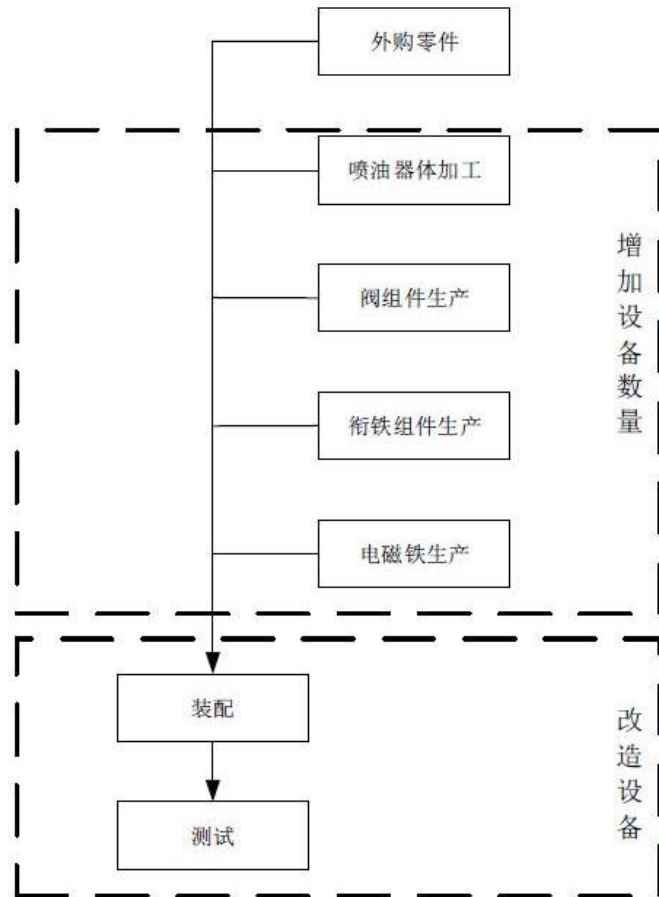 外购零件
喷油器体加工
阀组件生产
衔铁组件生产
电磁铁生产
增加设备数量
装配
测试
改造设备